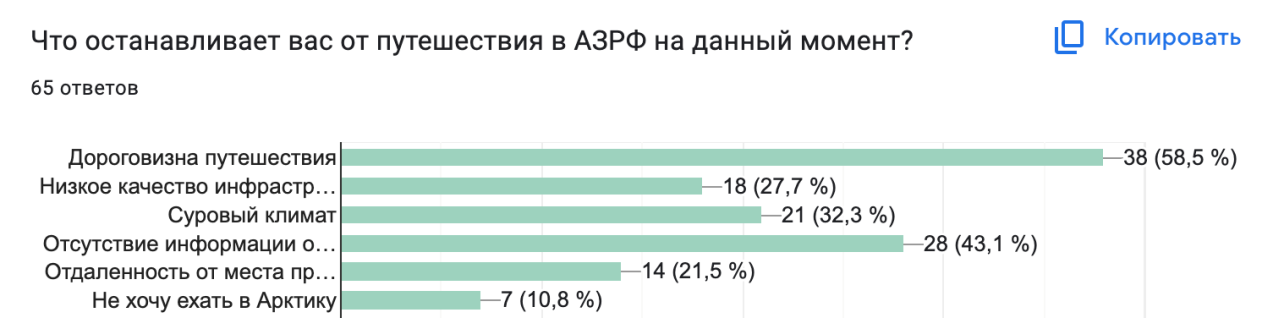 Что останавливает вас от путешествия в АЗРФ на данный момент?
Копировать
65 ответов
Дороговизна путешествия 38 (58,5 %)
Низкое качество инфрастр… 18 (27,7 %)
Суровый климат 21 (32,3 %)
Отсутствие информации о… 28 (43,1 %)
Отдаленность от места пр… 14 (21,5 %)
Не хочу ехать в Арктику 7 (10,8 %)